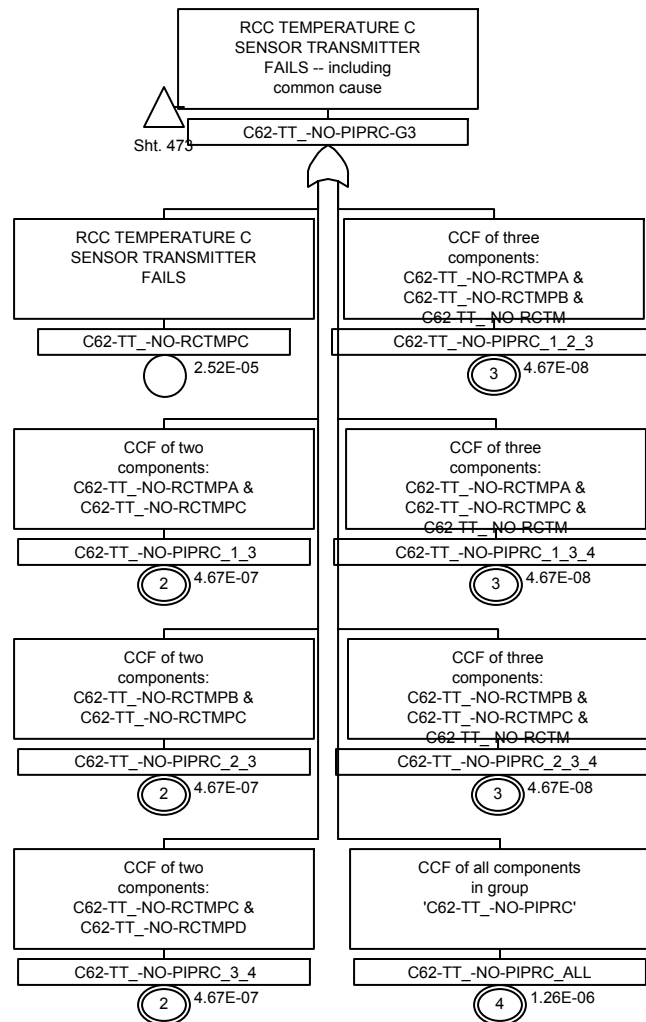 RCC TEMPERATURE C
SENSOR TRANSMITTER
FAILS -- including
common cause
Sht. 473
C62-TT_-NO-PIPRC-G3
RCC TEMPERATURE C
SENSOR TRANSMITTER
FAILS
C62-TT_-NO-RCTMPC
2.52E-05
CCF of three
components:
C62-TT_-NO-RCTMPA &
C62-TT_-NO-RCTMPB &
C62-TT_-NO-RCTM
C62-TT_-NO-PIPRC_1_2_3
3
4.67E-08
CCF of two
components:
C62-TT_-NO-RCTMPA &
C62-TT_-NO-RCTMPC
C62-TT_-NO-PIPRC_1_3
2
4.67E-07
CCF of three
components:
C62-TT_-NO-RCTMPA &
C62-TT_-NO-RCTMPC &
C62-TT_-NO-RCTM
C62-TT_-NO-PIPRC_1_3_4
3
4.67E-08
CCF of two
components:
C62-TT_-NO-RCTMPB &
C62-TT_-NO-RCTMPC
C62-TT_-NO-PIPRC_2_3
2
4.67E-07
CCF of three
components:
C62-TT_-NO-RCTMPB &
C62-TT_-NO-RCTMPC &
C62-TT_-NO-RCTM
C62-TT_-NO-PIPRC_2_3_4
3
4.67E-08
CCF of two
components:
C62-TT_-NO-RCTMPC &
C62-TT_-NO-RCTMPD
C62-TT_-NO-PIPRC_3_4
2
4.67E-07
CCF of all components
in group
'C62-TT_-NO-PIPRC'
C62-TT_-NO-PIPRC_ALL
4
1.26E-06